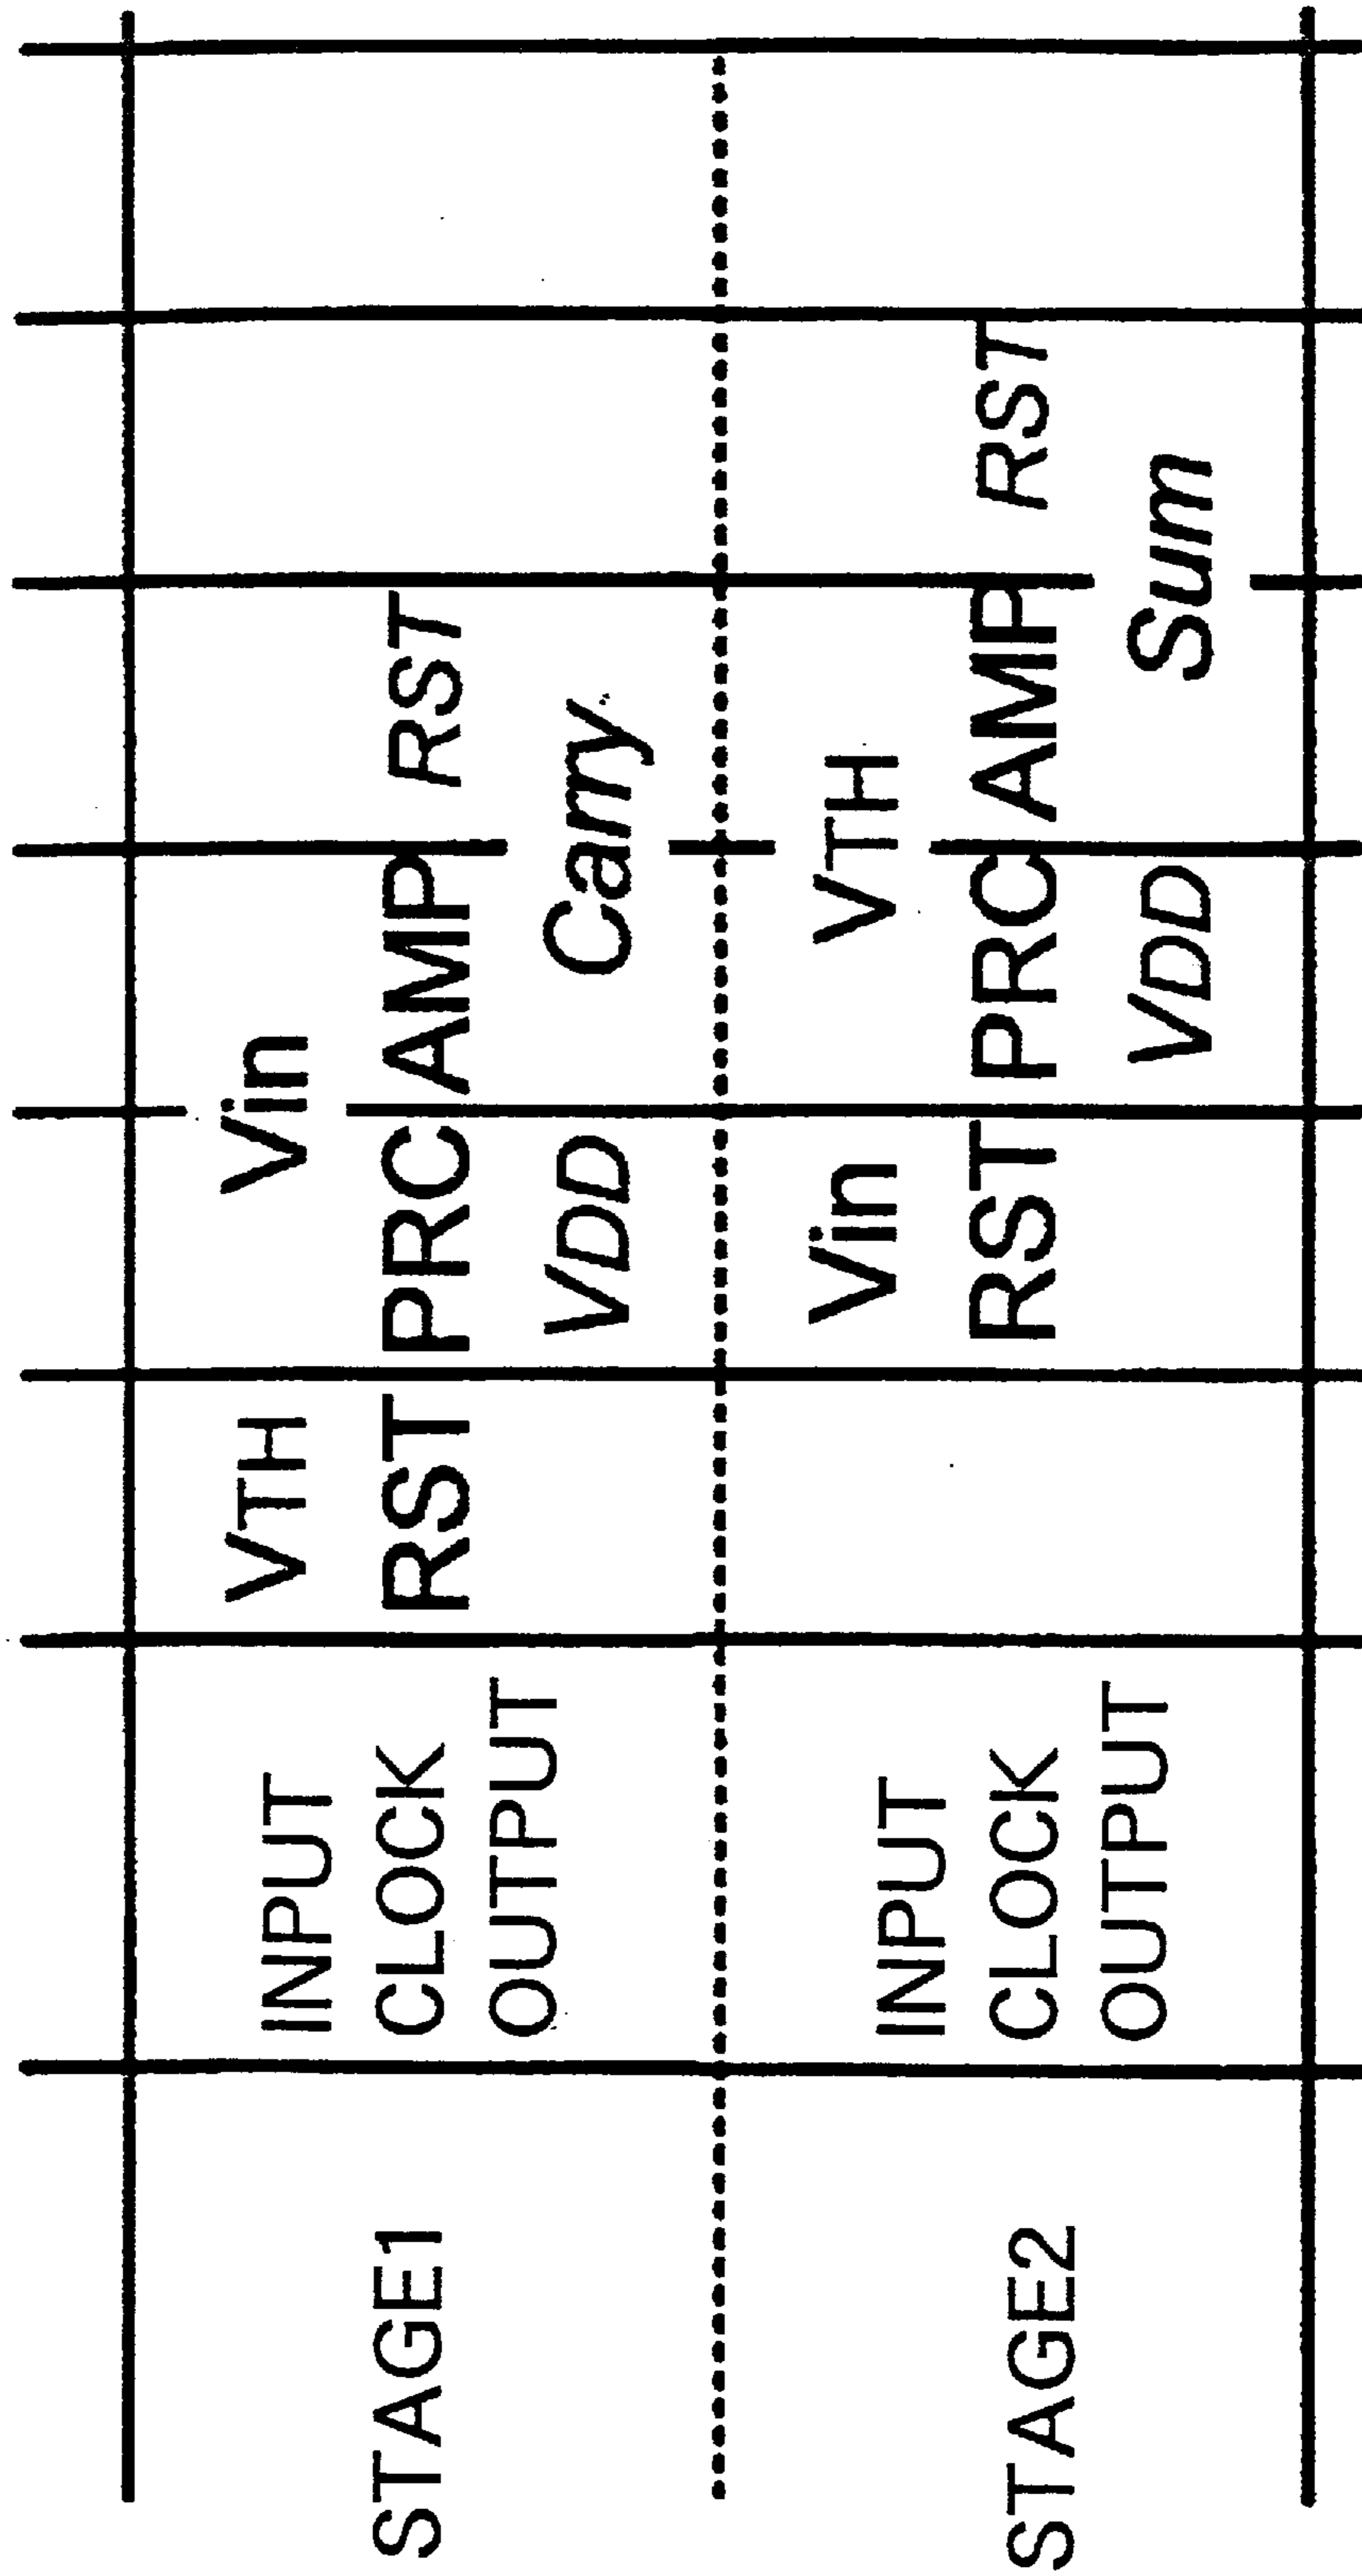 STAGE1
INPUT
VTH
Vin
CLOCK
RST
PRC
AMP
RST
OUTPUT
VDD
Carry
STAGE2
INPUT
Vin
VTH
CLOCK
RST
PRC
AMP
RST
OUTPUT
VDD
Sum